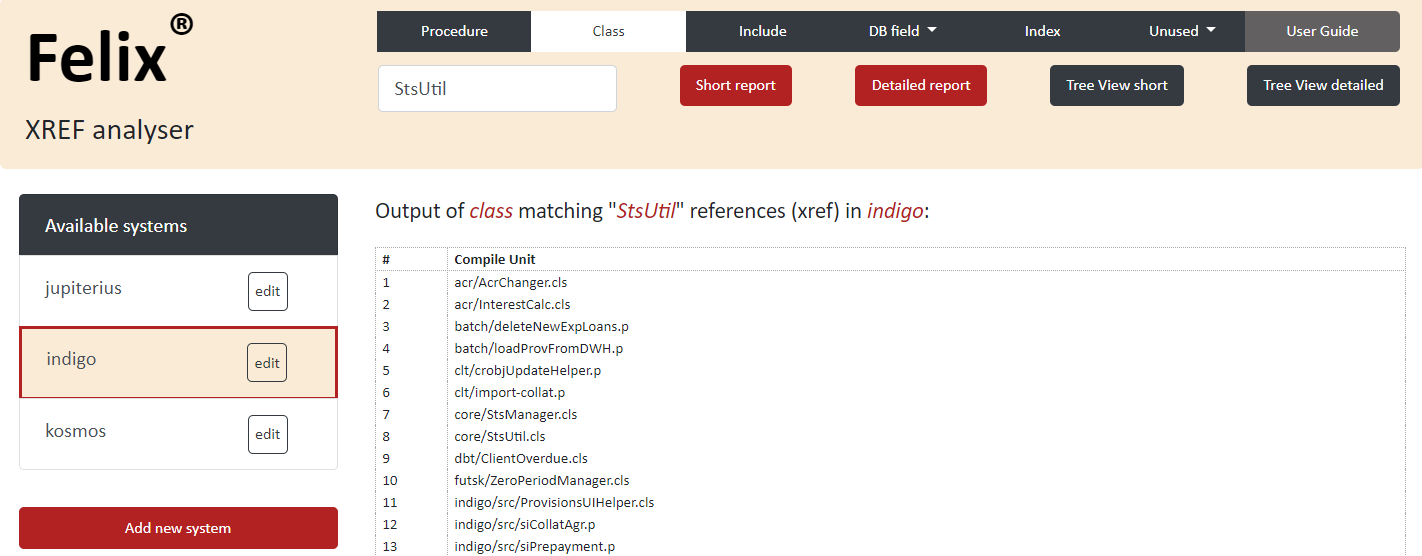 Felix®
XREF analyser
Procedure Class Include DB field Index Unused User Guide
StsUtil Short report Detailed report Tree View short Tree View detailed
Available systems
jupiterius edit
indigo edit
kosmos edit
Add new system
Output of class matching "StsUtil" references (xref) in indigo:
# Compile Unit
1 acr/AcrChanger.cls
2 acr/InterestCalc.cls
3 batch/deleteNewExpLoans.p
4 batch/loadProvFromDWH.p
5 clt/crobjUpdateHelper.p
6 clt/import-collat.p
7 core/StsManager.cls
8 core/StsUtil.cls
9 dbt/ClientOverdue.cls
10 futsk/ZeroPeriodManager.cls
11 indigo/src/ProvisionsUIHelper.cls
12 indigo/src/siCollatAgr.p
13 indigo/src/siPrepayment.p